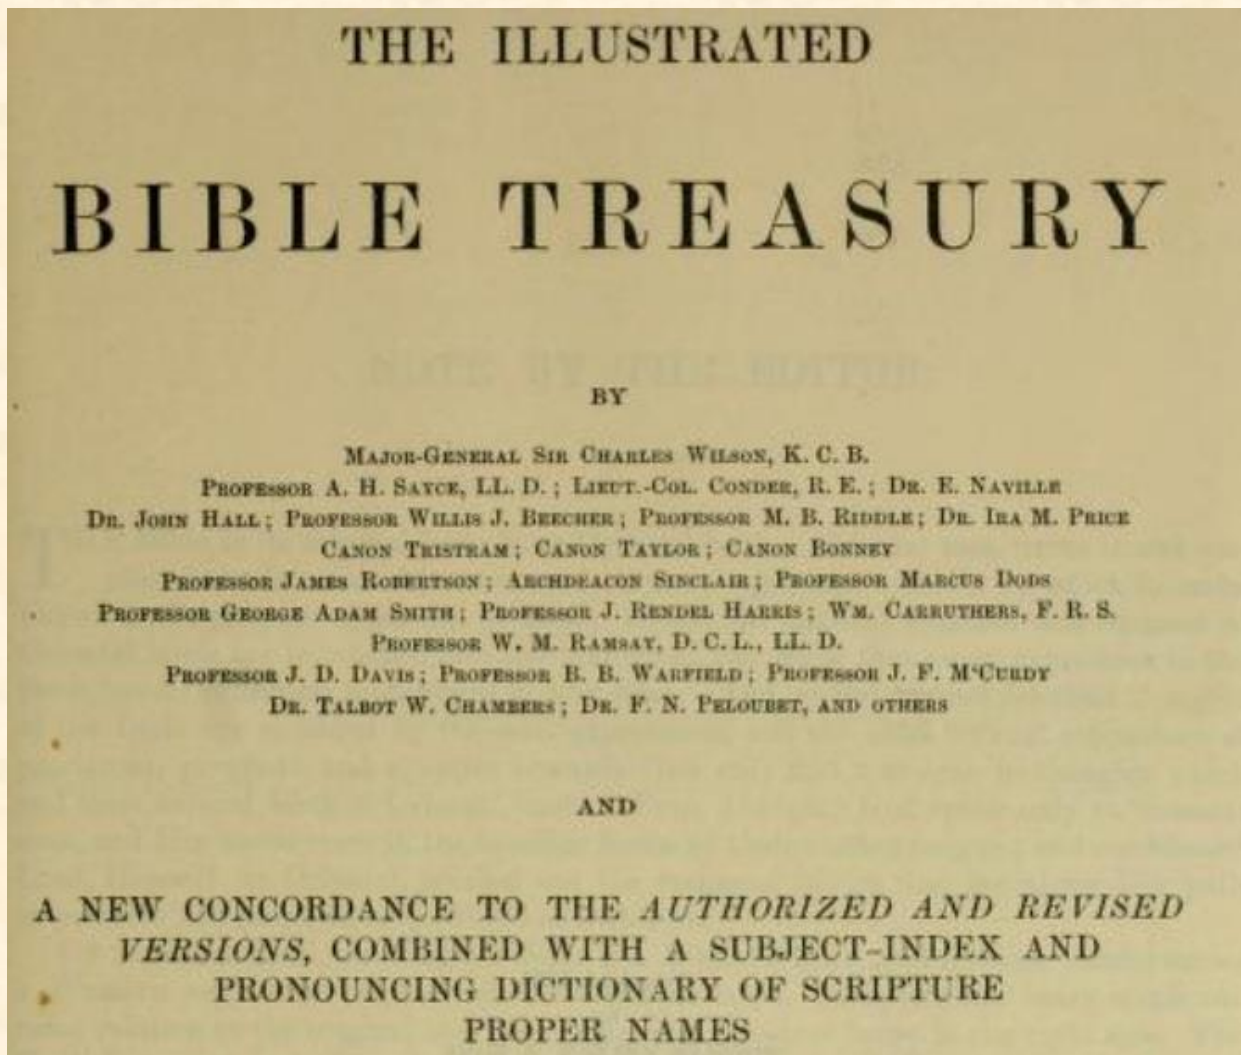 THE ILLUSTRATED
BIBLE TREASURY
BY
MAJOR-GENERAL SIR CHARLES WILSON, K. C. B.
PROFESSOR A. H. SAYCE, LL. D. ; LIEUT.-COL. CONDER, R. E. ; DR. E. NAVILLE
DR. JOHN HALL ; PROFESSOR WILLIS J. BEECHER ; PROFESSOR M. B. RIDDLE ; DR. IRA M. PRICE
CANON TRISTRAM ; CANON TAYLOR ; CANON BONNEY
PROFESSOR JAMES ROBERTSON ; ARCHDEACON SINCLAIR ; PROFESSOR MARCUS DODS
PROFESSOR GEORGE ADAM SMITH ; PROFESSOR J. RENDEL HARRIS ; WM. CARRUTHERS, F. R. S.
PROFESSOR W. M. RAMSAY, D. C. L., LL. D.
PROFESSOR J. D. DAVIS ; PROFESSOR B. B. WARFIELD ; PROFESSOR J. F. M‘CURDY
DR. TALBOT W. CHAMBERS ; DR. F. N. PELOUBET, AND OTHERS
AND
A NEW CONCORDANCE TO THE AUTHORIZED AND REVISED
VERSIONS, COMBINED WITH A SUBJECT-INDEX AND
PRONOUNCING DICTIONARY OF SCRIPTURE
PROPER NAMES